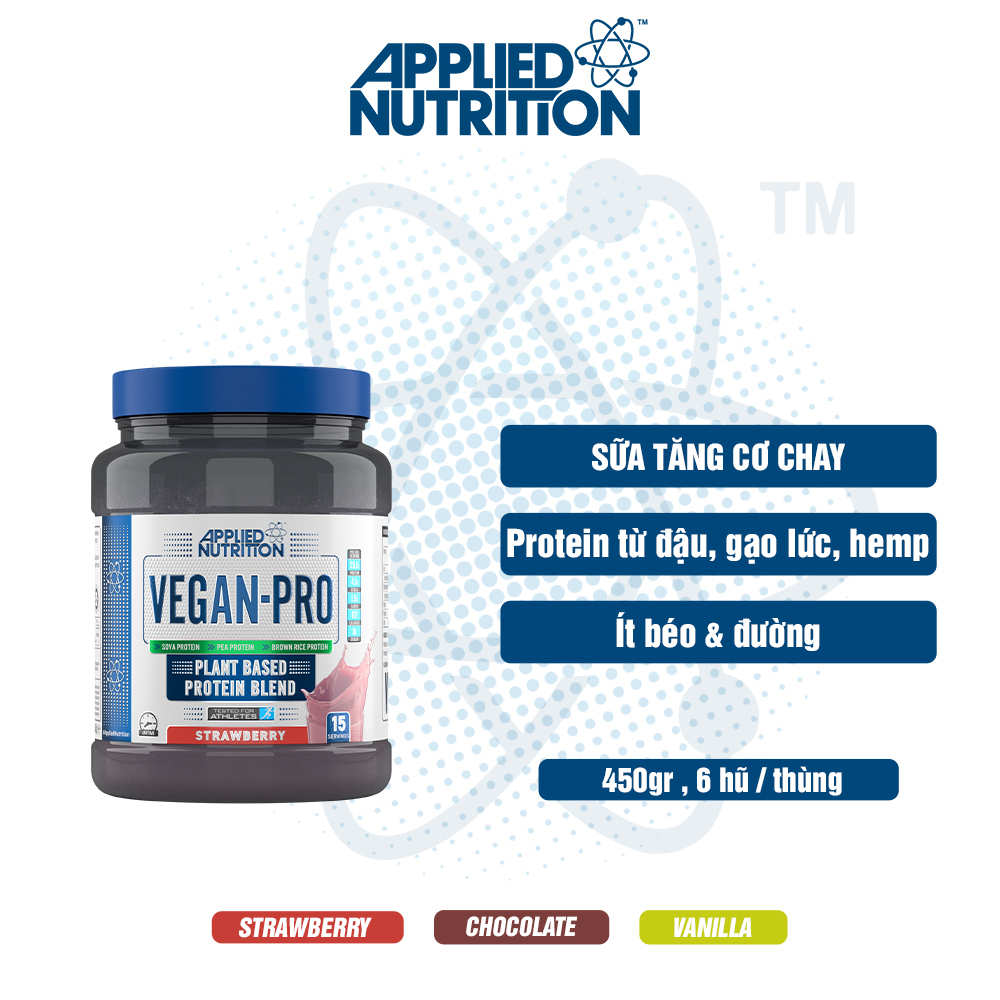 APPLIED
NUTRITION
TM
TM
SỮA TĂNG CƠ CHAY
Protein từ đậu, gạo lức, hemp
Ít béo & đường
450gr , 6 hũ / thùng
APPLIED
NUTRITION
VEGAN-PRO
SOYA PROTEIN >> PEA PROTEIN >> BROWN RICE PROTEIN
PLANT BASED
PROTEIN BLEND
TESTED FOR
ATHLETES
STRAWBERRY
15
SERVINGS
STRAWBERRY
CHOCOLATE
VANILLA